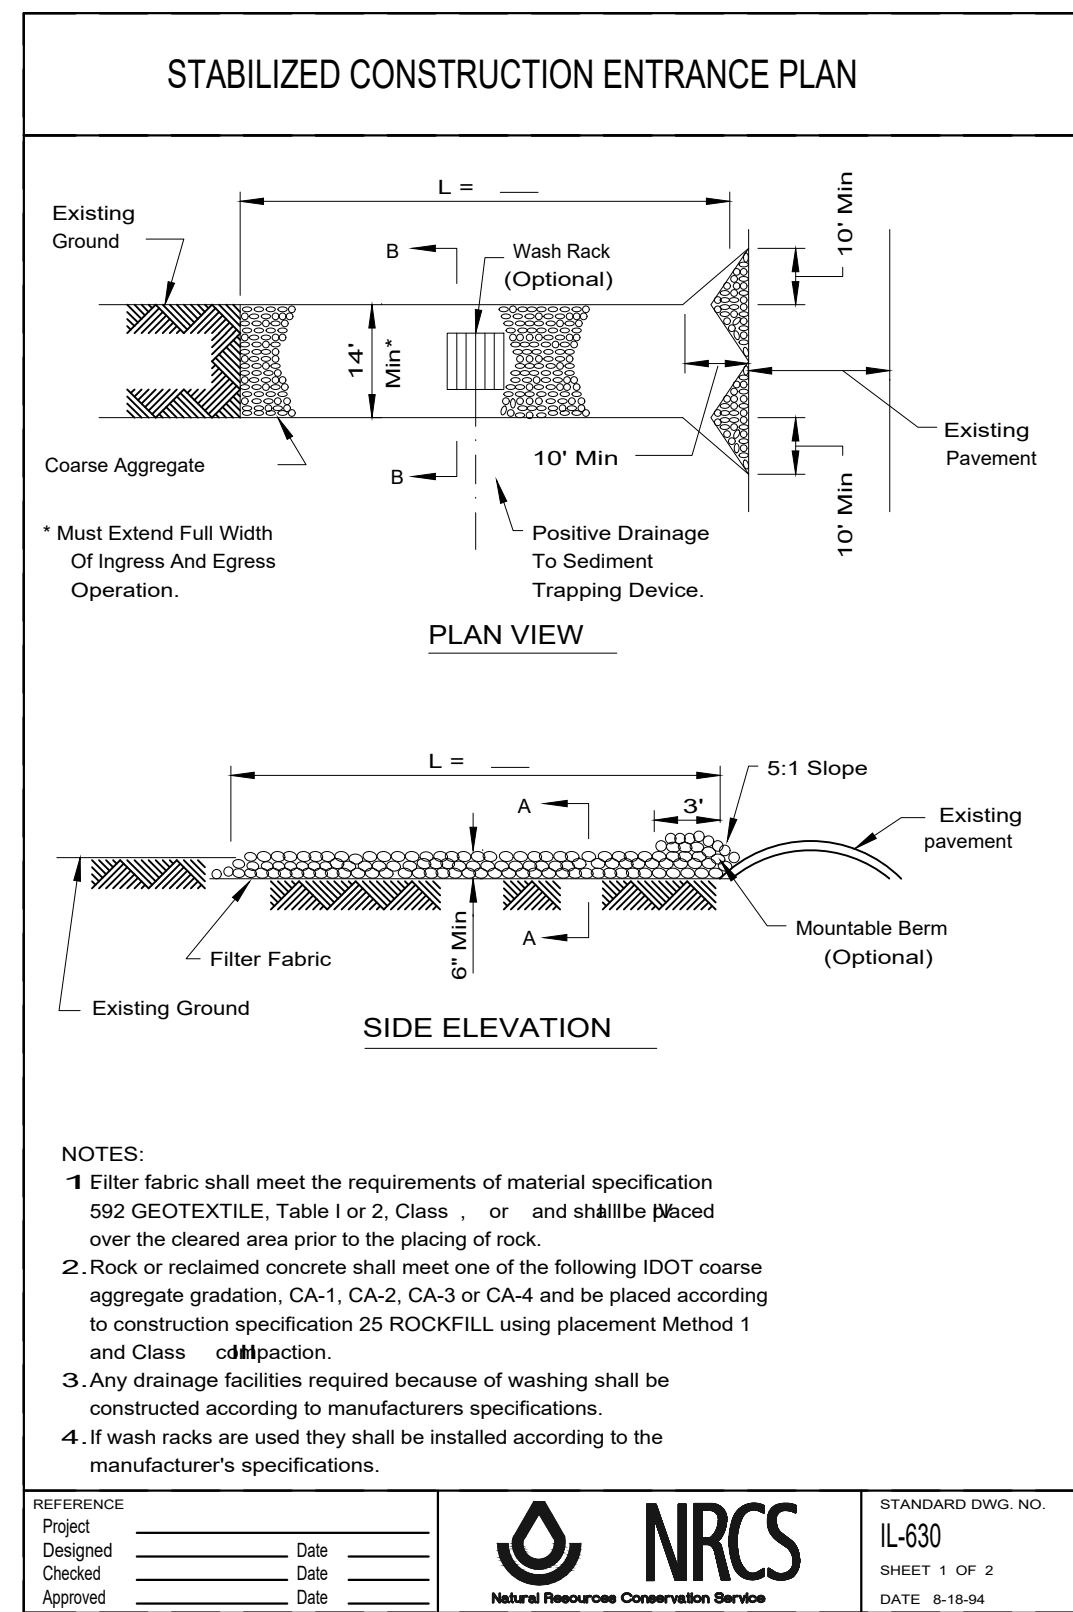 STABILIZED CONSTRUCTION ENTRANCE PLAN
L = ___
10' Min
Existing
Ground
B
Wash Rack
(Optional)
14'
Min*
Existing
Pavement
10' Min
Coarse Aggregate
B
10' Min
* Must Extend Full Width
Of Ingress And Egress
Operation.
Positive Drainage
To Sediment
Trapping Device.
PLAN VIEW
L = ___
5:1 Slope
A
3'
Existing
pavement
6" Min
A
Mountable Berm
(Optional)
Filter Fabric
Existing Ground
SIDE ELEVATION
NOTES:
1 Filter fabric shall meet the requirements of material specification
592 GEOTEXTILE, Table I or 2, Class , or and shall be placed
over the cleared area prior to the placing of rock.
2. Rock or reclaimed concrete shall meet one of the following IDOT coarse
aggregate gradation, CA-1, CA-2, CA-3 or CA-4 and be placed according
to construction specification 25 ROCKFILL using placement Method 1
and Class compaction.
3. Any drainage facilities required because of washing shall be
constructed according to manufacturers specifications.
4. If wash racks are used they shall be installed according to the
manufacturer's specifications.
REFERENCE
Project
Designed Date
Checked Date
Approved Date
NRCS
Natural Resources Conservation Service
STANDARD DWG. NO.
IL-630
SHEET 1 OF 2
DATE 8-18-94